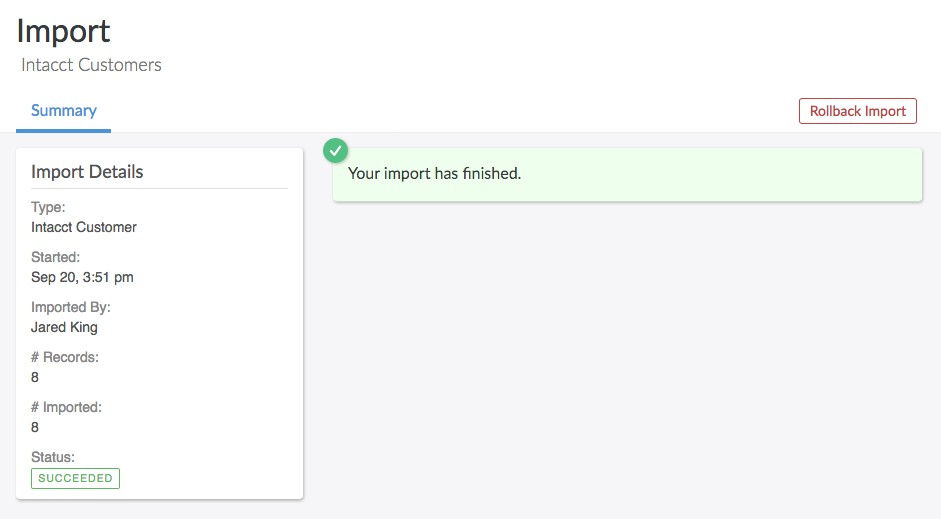 Import
Intacct Customers
Summary
Rollback Import
Import Details
Type:
Intacct Customer
Started:
Sep 20, 3:51 pm
Imported By:
Jared King
# Records:
8
# Imported:
8
Status:
SUCCEEDED
Your import has finished.